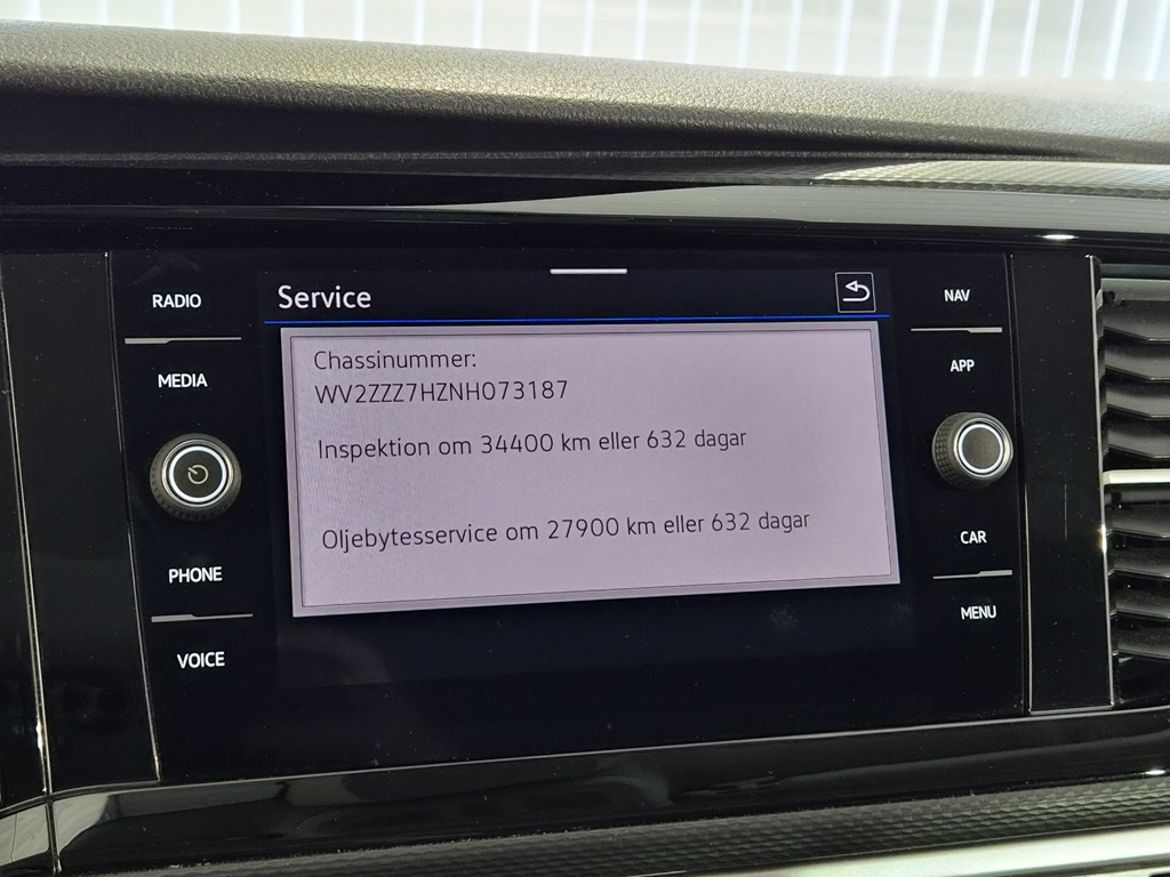 Service
RADIO
MEDIA
PHONE
VOICE
Chassinummer:
WV2ZZZ7HZNH073187
Inspektion om 34400 km eller 632 dagar
Oljebytesservice om 27900 km eller 632 dagar
NAV
APP
CAR
MENU